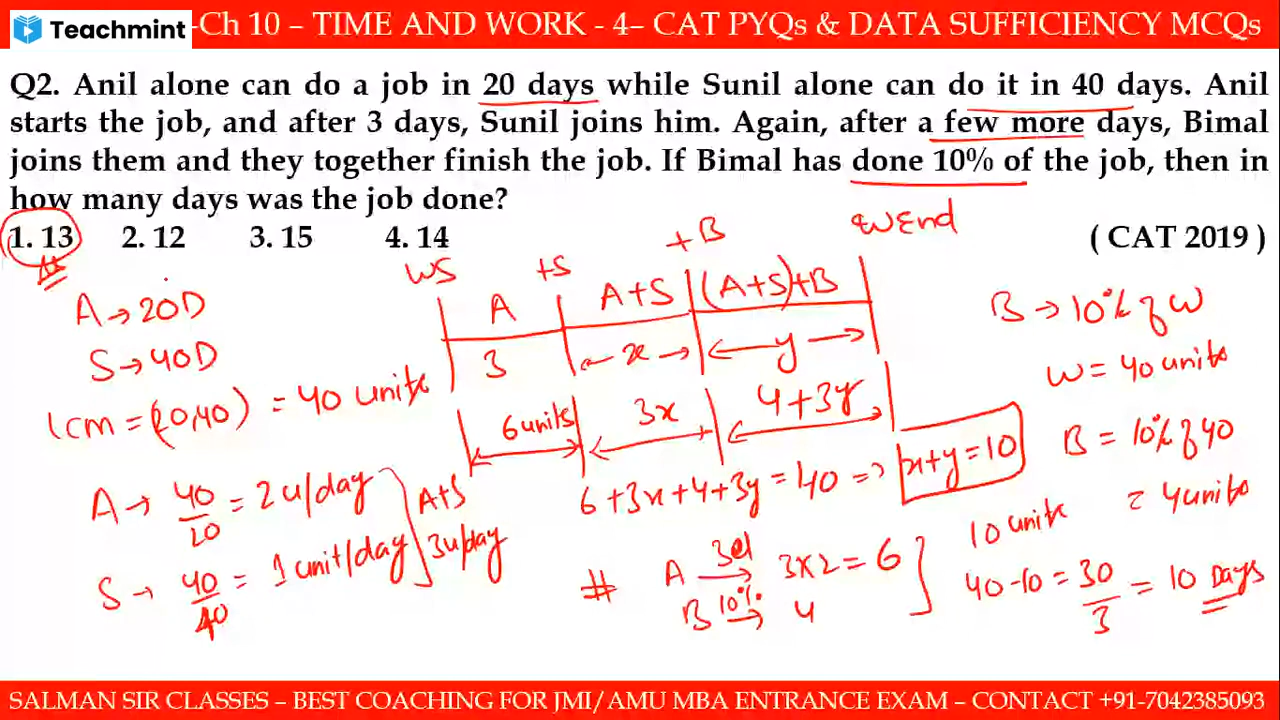 Teachmint -Ch 10 – TIME AND WORK - 4– CAT PYQs & DATA SUFFICIENCY MCQs
Q2. Anil alone can do a job in 20 days while Sunil alone can do it in 40 days. Anil
starts the job, and after 3 days, Sunil joins him. Again, after a few more days, Bimal
joins them and they together finish the job. If Bimal has done 10% of the job, then in
how many days was the job done?
1. 13 2. 12 3. 15 4. 14 ( CAT 2019 )
WS +S +B WEnd
A → 20D
S → 40D
LCM = (20,40) = 40 units
A → 40/20 = 2u/day
S → 40/40 = 1 unit/day
A+S
3u/day
A A+S (A+S)+B
3 x y
6 units 3x 4+3y
6+3x+4+3y = 40 => x+y=10
# A 3d → 3×2 = 6
B 10% → 4
B → 10% of W
W = 40 units
B = 10% of 40
= 4 units
10 units
40-10 = 30/3 = 10 Days
SALMAN SIR CLASSES – BEST COACHING FOR JMI/AMU MBA ENTRANCE EXAM – CONTACT +91-7042385093